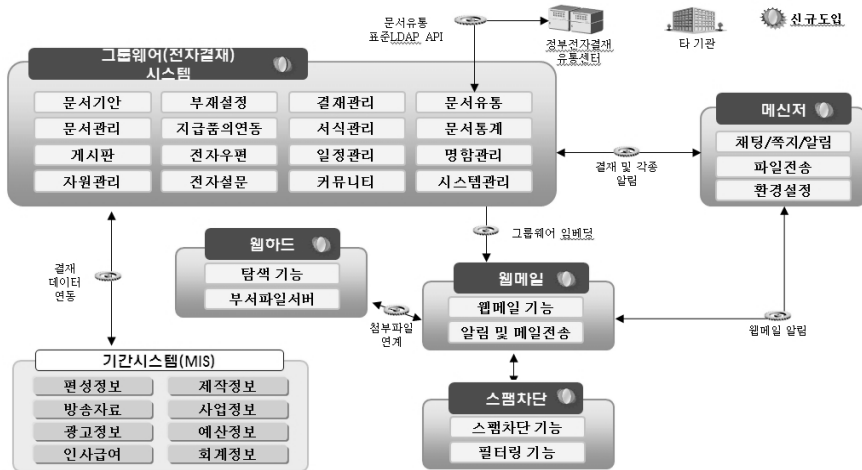 문서유통
표준LDAP API
정부전자결재
유통센터
타 기관
신규도입
그룹웨어(전자결재)
시스템
문서기안
부재설정
결재관리
문서유통
문서관리
지급품의연동
서식관리
문서통계
게시판
전자우편
일정관리
명함관리
자원관리
전자설문
커뮤니티
시스템관리
메신저
채팅/쪽지/알림
파일전송
환경설정
결재 및 각종
알림
그룹웨어 임베딩
웹하드
탐색 기능
부서파일서버
결재
데이터
연동
첨부파일
연계
웹메일
웹메일 기능
알림 및 메일전송
웹메일 알림
기간시스템(MIS)
편성정보
제작정보
방송자료
사업정보
광고정보
예산정보
인사급여
회계정보
스팸차단
스팸차단 기능
필터링 기능